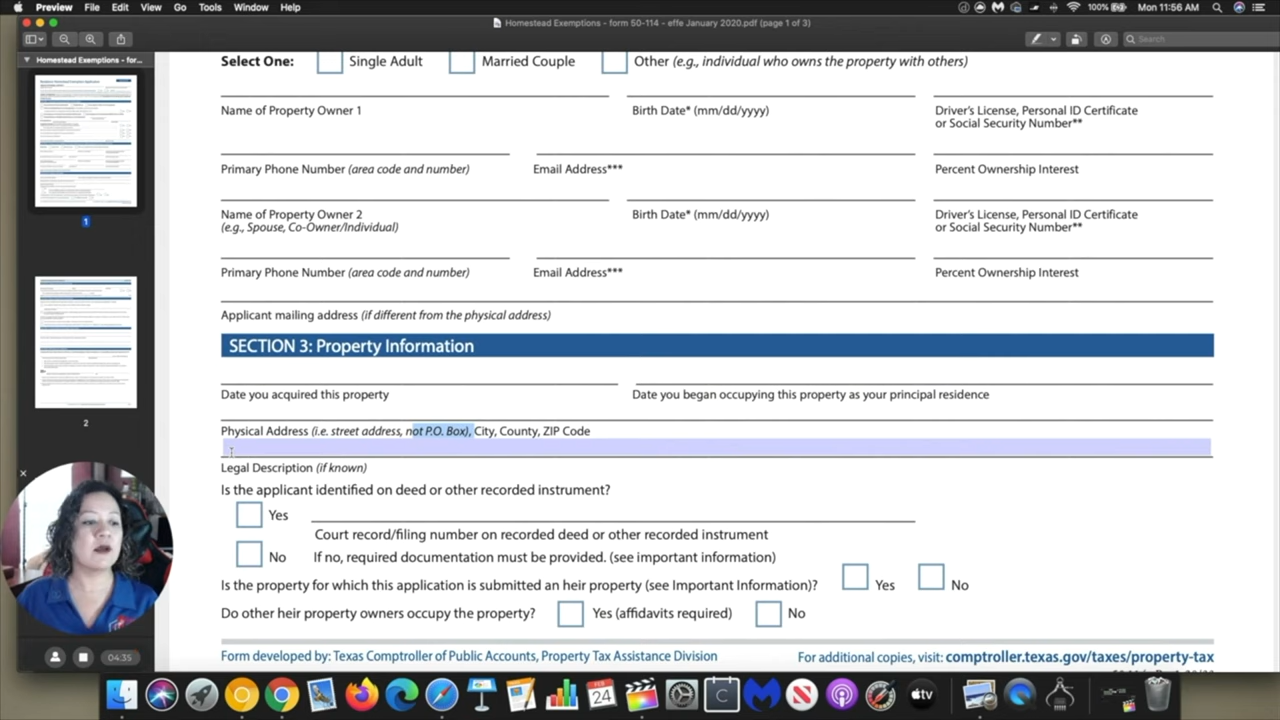 Preview File Edit View Go Tools Window Help 100% Mon 11:56 AM
Homestead Exemptions - form 50-114 - effe January 2020.pdf (page 1 of 3)
Search
Homestead Exemptions - for...
1
2
Select One: Single Adult Married Couple Other (e.g., individual who owns the property with others)
Name of Property Owner 1 Birth Date* (mm/dd/yyyy) Driver's License, Personal ID Certificate
or Social Security Number**
Primary Phone Number (area code and number) Email Address*** Percent Ownership Interest
Name of Property Owner 2 Birth Date* (mm/dd/yyyy) Driver's License, Personal ID Certificate
(e.g., Spouse, Co-Owner/Individual) or Social Security Number**
Primary Phone Number (area code and number) Email Address*** Percent Ownership Interest
Applicant mailing address (if different from the physical address)
SECTION 3: Property Information
Date you acquired this property Date you began occupying this property as your principal residence
Physical Address (i.e. street address, not P.O. Box), City, County, ZIP Code
Legal Description (if known)
Is the applicant identified on deed or other recorded instrument?
Yes
Court record/filing number on recorded deed or other recorded instrument
No If no, required documentation must be provided. (see important information)
Is the property for which this application is submitted an heir property (see Important Information)? Yes No
Do other heir property owners occupy the property? Yes (affidavits required) No
Form developed by: Texas Comptroller of Public Accounts, Property Tax Assistance Division For additional copies, visit: comptroller.texas.gov/taxes/property-tax
04:35
FEB
24
tv